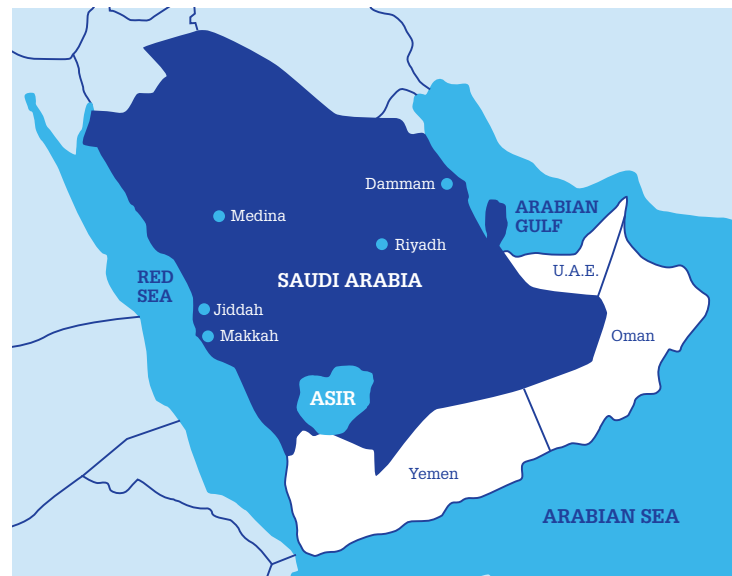 Dammam
ARABIAN
GULF
Medina
Riyadh
U.A.E.
RED
SEA
SAUDI ARABIA
Jiddah
Makkah
Oman
ASIR
Yemen
ARABIAN SEA